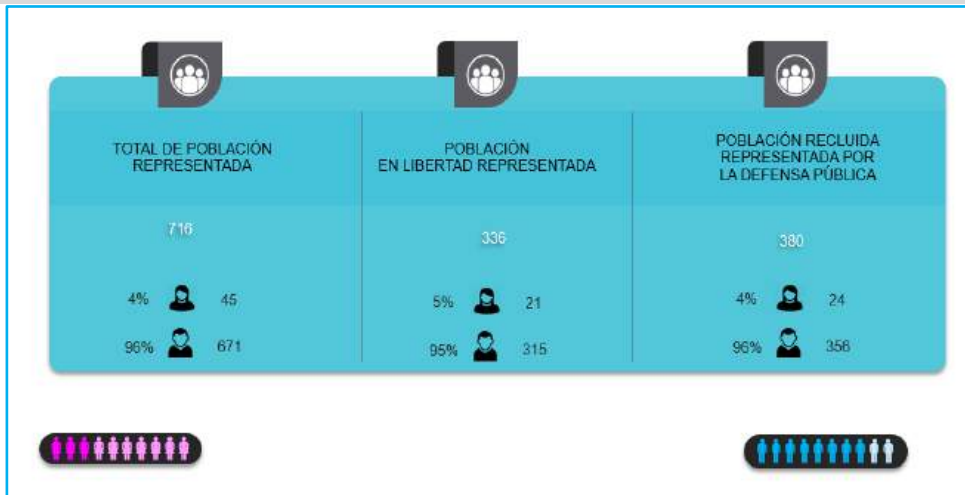 TOTAL DE POBLACIÓN
REPRESENTADA
716
4% 45
96% 671
POBLACIÓN
EN LIBERTAD REPRESENTADA
336
5% 21
95% 315
POBLACIÓN RECLUIDA
REPRESENTADA POR
LA DEFENSA PÚBLICA
380
4% 24
96% 356